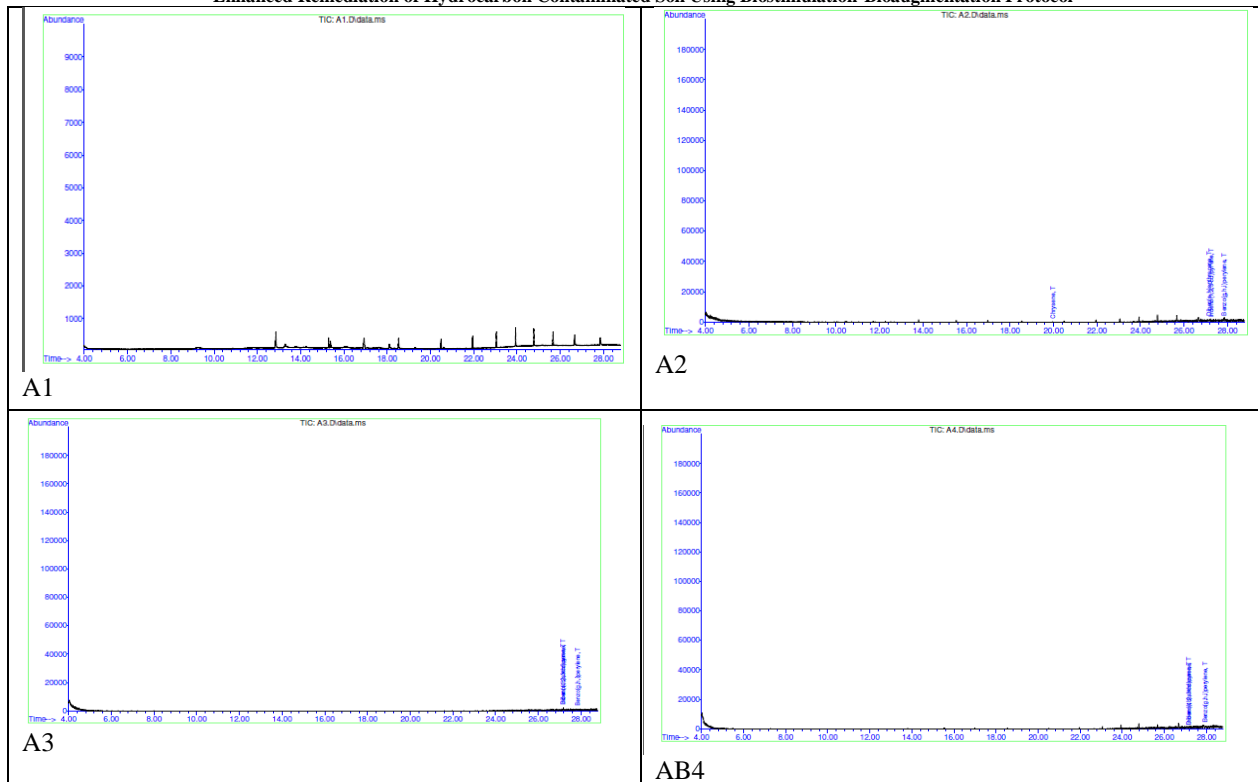 Enhanced Remediation of Hydrocarbon Contaminated Soil Using Biostimulation-Bioaugmentation Protocol
Abundance
TIC: A1.D\data.ms
9000
8000
7000
6000
5000
4000
3000
2000
1000
Time-->
4.00 6.00 8.00 10.00 12.00 14.00 16.00 18.00 20.00 22.00 24.00 26.00 28.00
A1
Abundance
TIC: A2.D\data.ms
180000
160000
140000
120000
100000
80000
60000
40000
20000
0
Chrysene, T
Benzo(g,h,i)perylene, T
Time-->
4.00 6.00 8.00 10.00 12.00 14.00 16.00 18.00 20.00 22.00 24.00 26.00 28.00
A2
Abundance
TIC: A3.D\data.ms
180000
160000
140000
120000
100000
80000
60000
40000
20000
0
Benzo(g,h,i)perylene, T
Time-->
4.00 6.00 8.00 10.00 12.00 14.00 16.00 18.00 20.00 22.00 24.00 26.00 28.00
A3
Abundance
TIC: A4.D\data.ms
180000
160000
140000
120000
100000
80000
60000
40000
20000
0
Benzo(g,h,i)perylene, T
Time-->
4.00 6.00 8.00 10.00 12.00 14.00 16.00 18.00 20.00 22.00 24.00 26.00 28.00
AB4